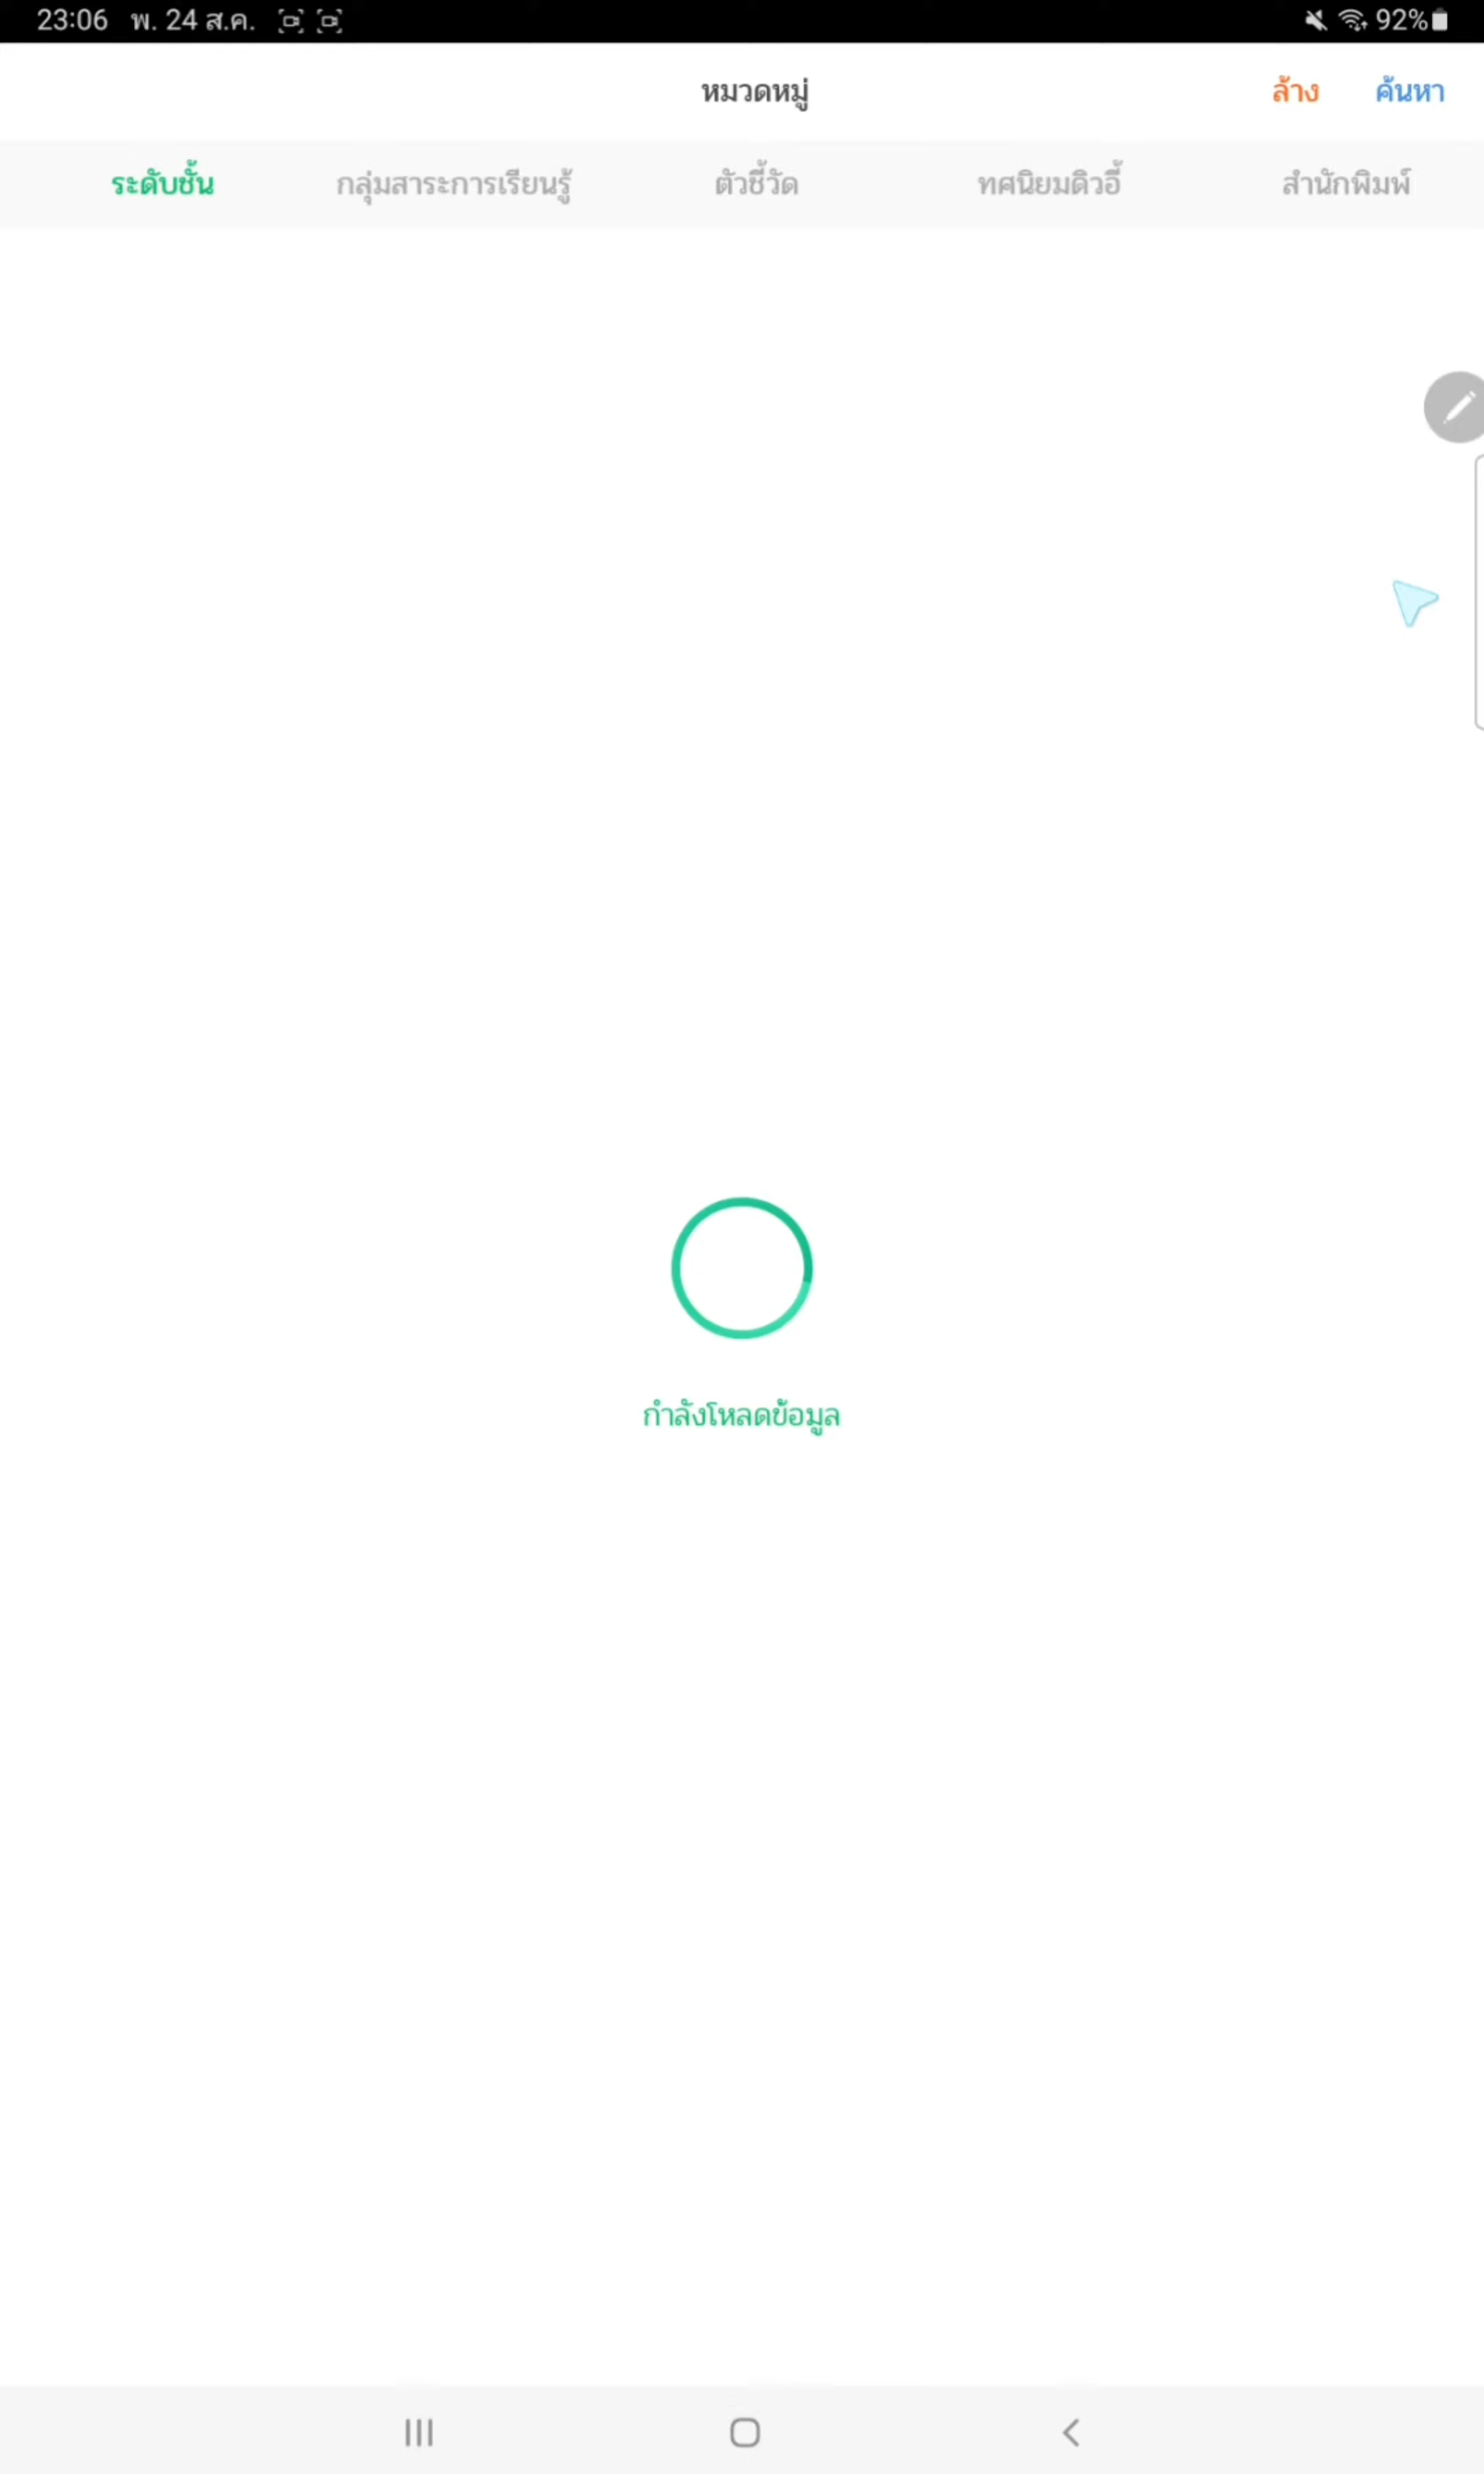 23:06 พ. 24 ส.ค. 92%
หมวดหมู่ ล้าง ค้นหา
ระดับชั้น กลุ่มสาระการเรียนรู้ ตัวชี้วัด ทศนิยมดิวอี้ สำนักพิมพ์
กำลังโหลดข้อมูล